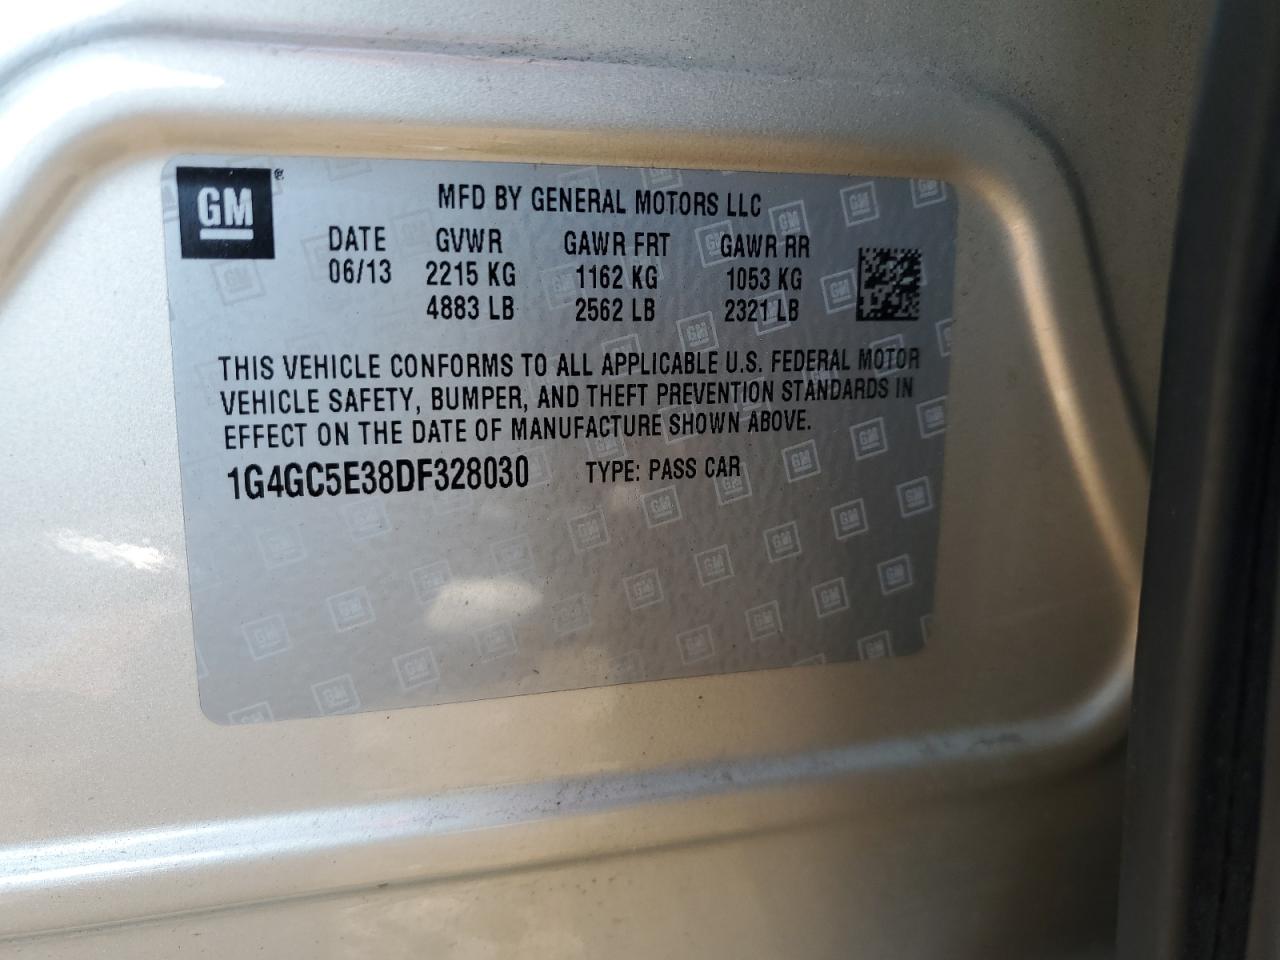 GM®
MFD BY GENERAL MOTORS LLC
DATE GVWR GAWR FRT GAWR RR
06/13 2215 KG 1162 KG 1053 KG
4883 LB 2562 LB 2321 LB
THIS VEHICLE CONFORMS TO ALL APPLICABLE U.S. FEDERAL MOTOR
VEHICLE SAFETY, BUMPER, AND THEFT PREVENTION STANDARDS IN
EFFECT ON THE DATE OF MANUFACTURE SHOWN ABOVE.
1G4GC5E38DF328030 TYPE: PASS CAR